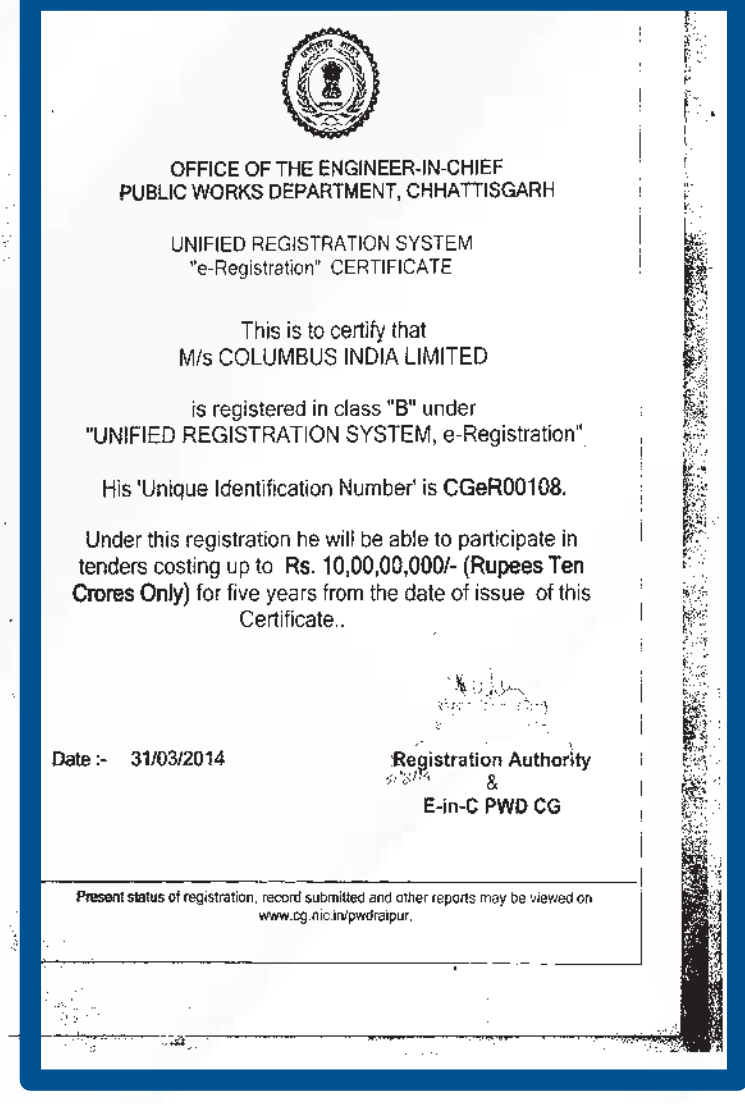 OFFICE OF THE ENGINEER-IN-CHIEF
PUBLIC WORKS DEPARTMENT, CHHATTISGARH
UNIFIED REGISTRATION SYSTEM
"e-Registration" CERTIFICATE
This is to certify that
M/s COLUMBUS INDIA LIMITED
is registered in class "B" under
"UNIFIED REGISTRATION SYSTEM, e-Registration"
His 'Unique Identification Number' is CGeR00108.
Under this registration he will be able to participate in
tenders costing up to Rs. 10,00,00,000/- (Rupees Ten
Crores Only) for five years from the date of issue of this
Certificate..
Date :- 31/03/2014
Registration Authority
&
E-in-C PWD CG
Present status of registration, record submitted and other reports may be viewed on
www.cg.nic.in/pwdraipur.